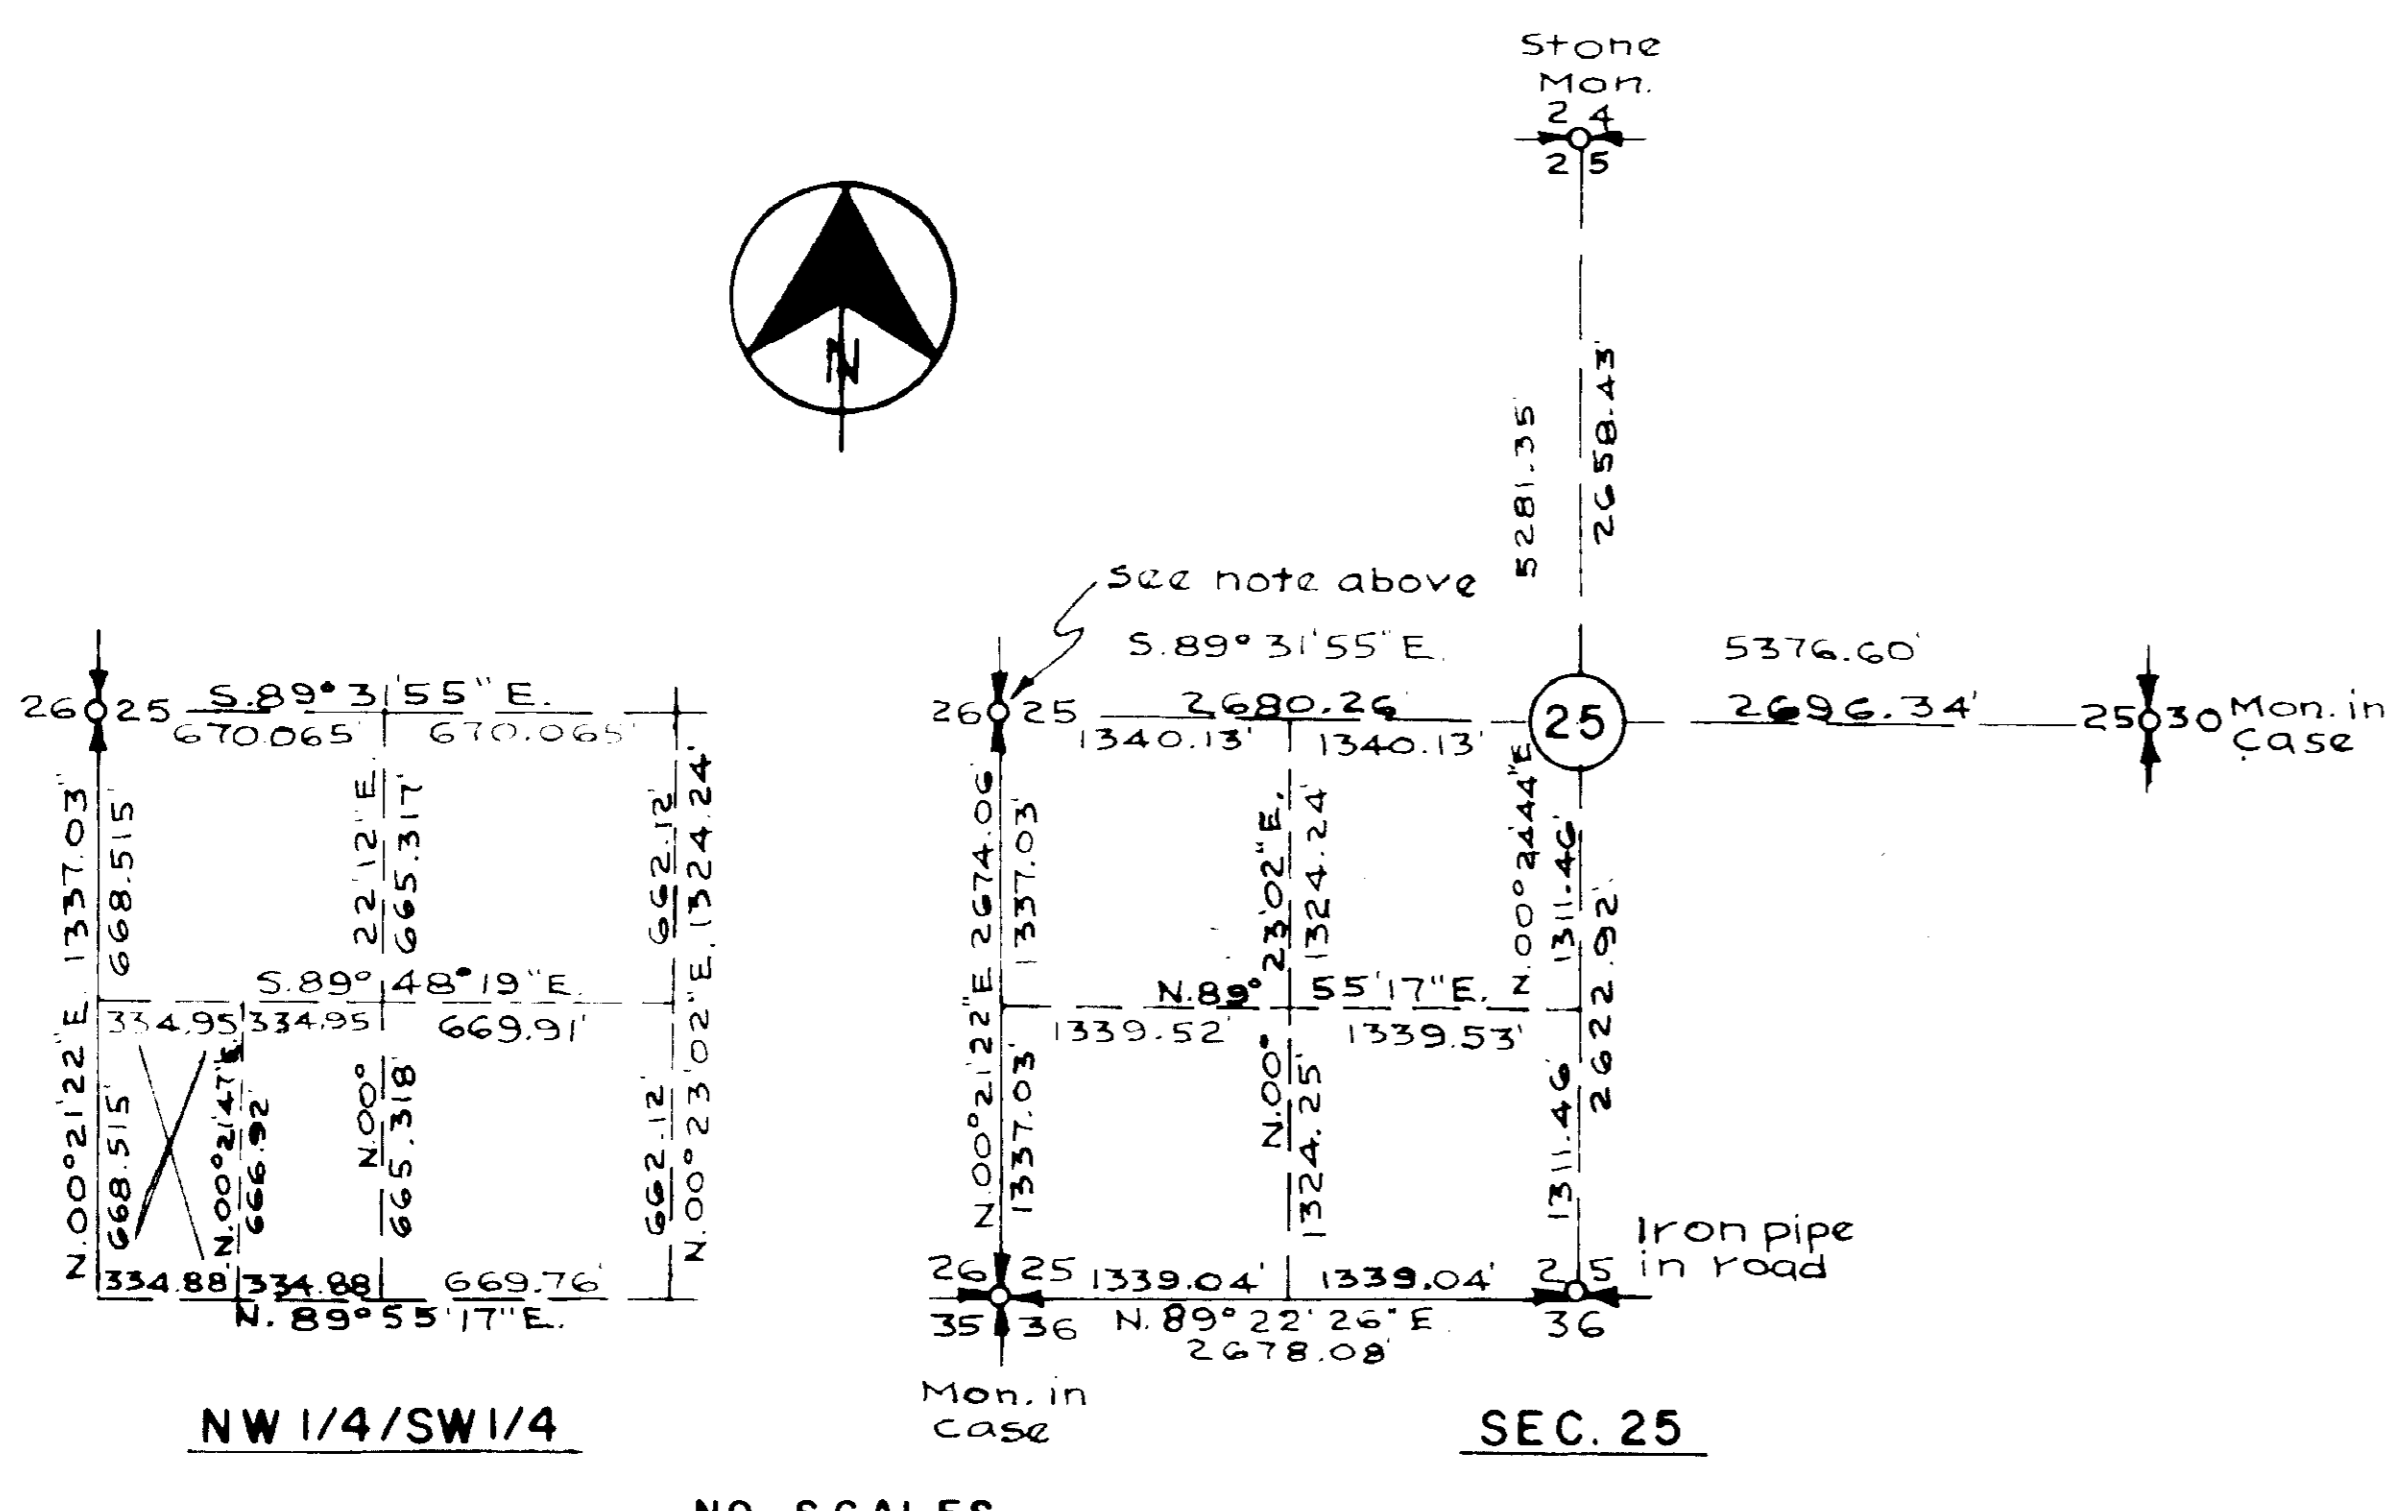 Stone
Mon.
2 4
2 5
N
5281.35'
2658.43'
See note above
S.89°31'55"E.
5376.60'
26 25
2680.26'
25
2696.34'
25 30
Mon. in
case
1340.13'
1340.13'
N.00°21'22"E 2674.06'
1337.03'
1337.03'
N.00° 23'02"E.
1324.24'
1324.25'
N.00°24'44"E
1311.46'
1311.46'
2622.92'
N.89° 55'17"E.
1339.52'
1339.53'
Iron pipe
in road
26 25
1339.04'
1339.04'
2 5
35 36
N.89°22'26"E.
36
2678.08'
Mon. in
case
SEC. 25
26 25
S.89°31'55"E.
670.065'
670.065'
N.00°21'22"E 1337.03'
668.515'
668.515'
N.00° 22'12"E.
665.317'
665.318'
662.12'
662.12'
N.00°23'02"E. 1324.24'
S.89° 48'19"E.
334.95'
334.95'
669.91'
N.00°21'47"E.
666.92'
334.88'
334.88'
669.76'
N. 89°55'17"E.
NW 1/4/SW 1/4
NO SCALES